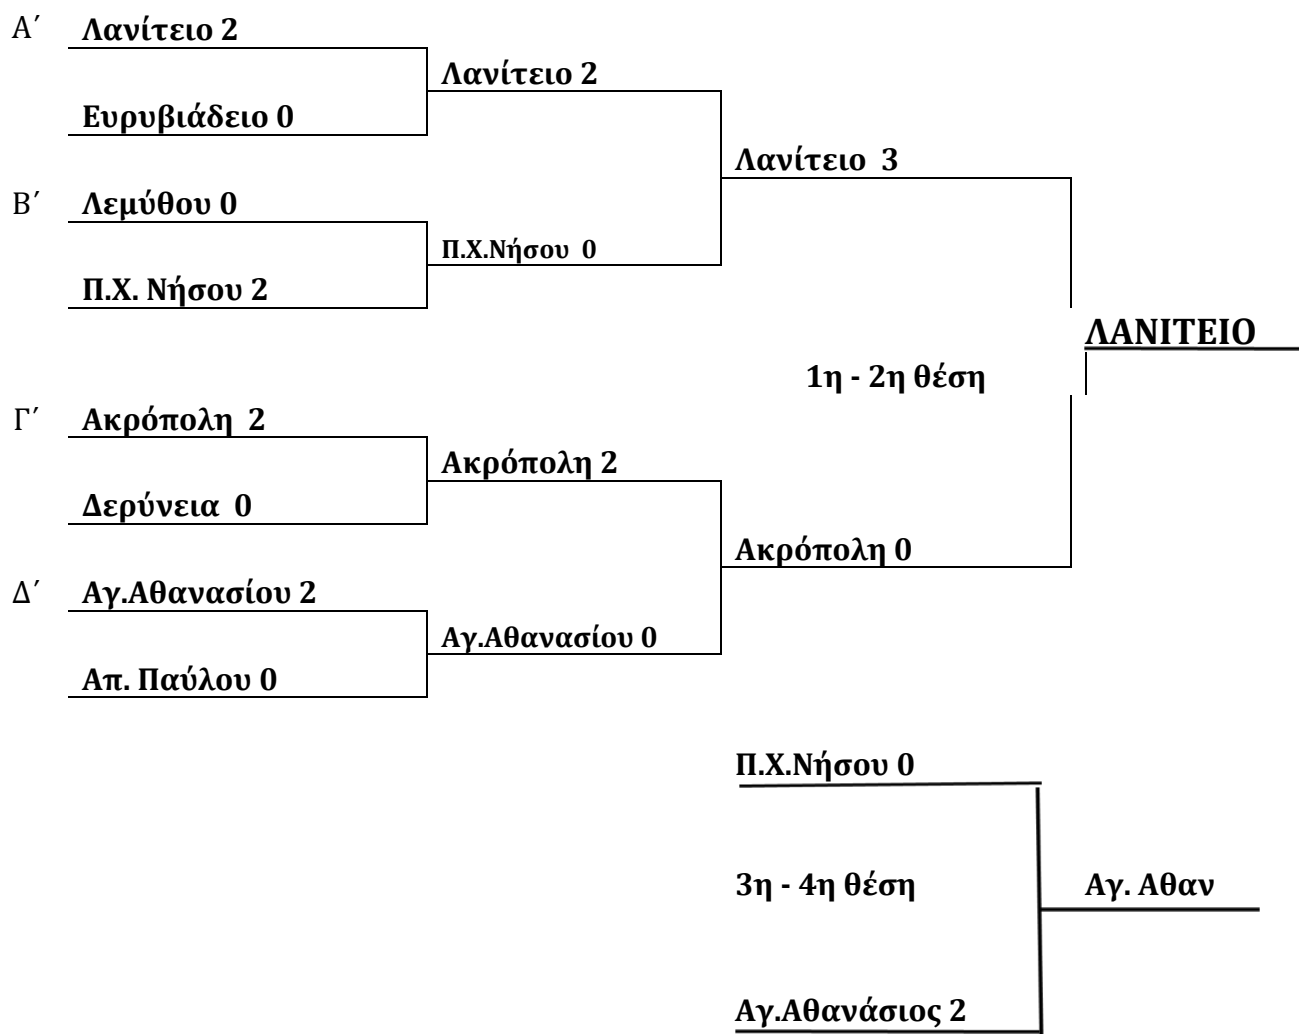 Α΄ Λανίτειο 2
Λανίτειο 2
Ευρυβιάδειο 0
Λανίτειο 3
Β΄ Λεμύθου 0
Π.Χ.Νήσου 0
Π.Χ. Νήσου 2
ΛΑΝΙΤΕΙΟ
1η - 2η θέση
Γ΄ Ακρόπολη 2
Ακρόπολη 2
Δερύνεια 0
Ακρόπολη 0
Δ΄ Αγ.Αθανασίου 2
Αγ.Αθανασίου 0
Απ. Παύλου 0
Π.Χ.Νήσου 0
3η - 4η θέση Αγ. Αθαν
Αγ.Αθανάσιος 2